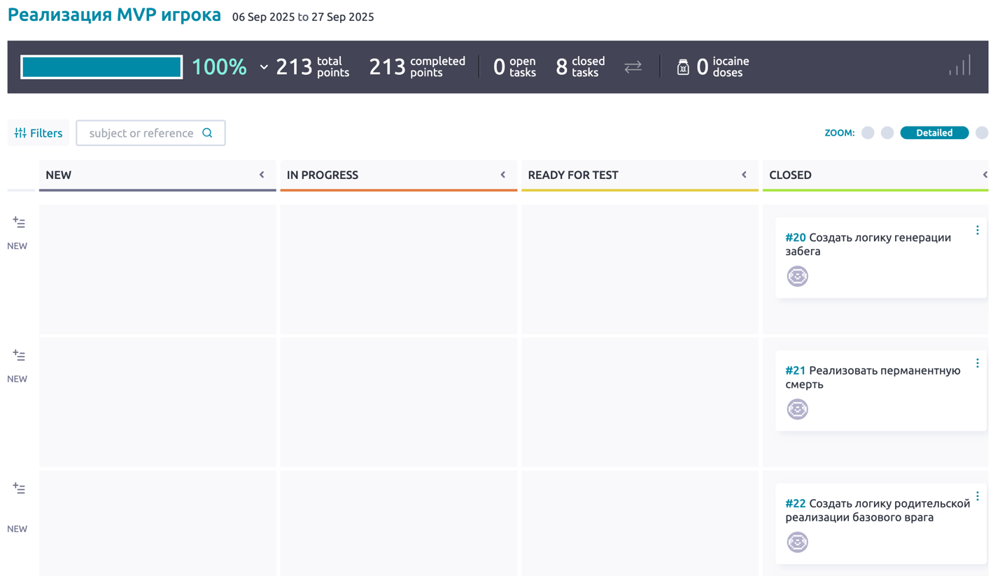 Реализация MVP игрока 06 Sep 2025 to 27 Sep 2025
100% 213 total points 213 completed points 0 open tasks 8 closed tasks 0 iocaine doses
Filters subject or reference ZOOM: Detailed
NEW IN PROGRESS READY FOR TEST CLOSED
NEW
#20 Создать логику генерации
забега
NEW
#21 Реализовать перманентную
смерть
NEW
#22 Создать логику родительской
реализации базового врага